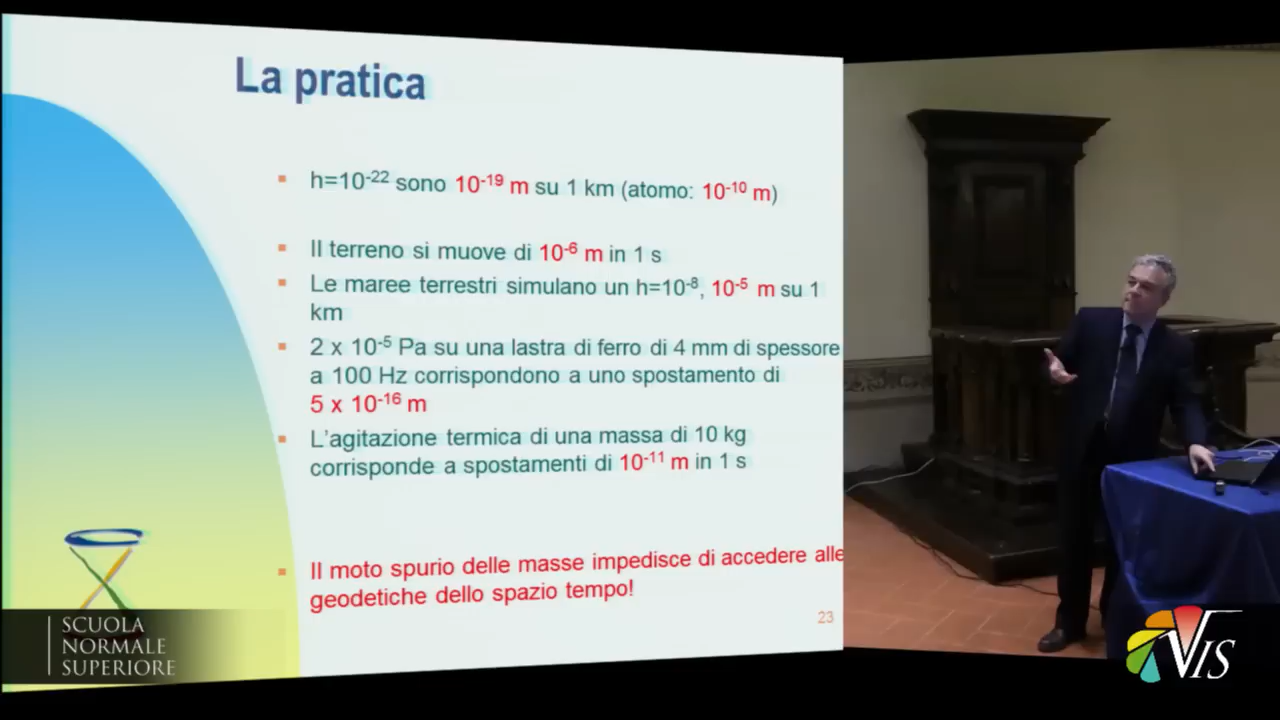 La pratica
h=10⁻²² sono 10⁻¹⁹ m su 1 km (atomo: 10⁻¹⁰ m)
Il terreno si muove di 10⁻⁶ m in 1 s
Le maree terrestri simulano un h=10⁻⁸, 10⁻⁵ m su 1
km
2 x 10⁻⁵ Pa su una lastra di ferro di 4 mm di spessore
a 100 Hz corrispondono a uno spostamento di
5 x 10⁻¹⁶ m
L'agitazione termica di una massa di 10 kg
corrisponde a spostamenti di 10⁻¹¹ m in 1 s
Il moto spurio delle masse impedisce di accedere alle
geodetiche dello spazio tempo!
23
SCUOLA
NORMALE
SUPERIORE
VIS